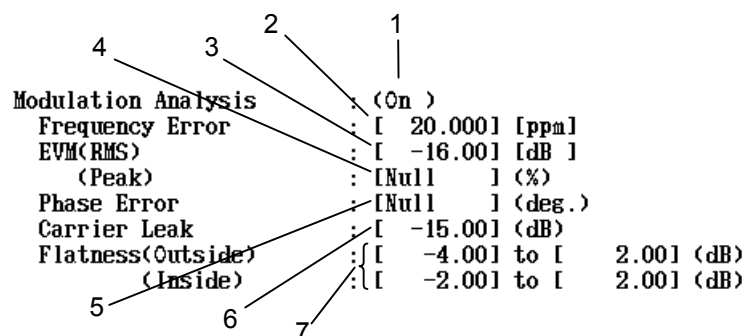 2 1
4 3
Modulation Analysis : (On )
Frequency Error : [ 20.000] [ppm]
EVM(RMS) : [ -16.00] [dB ]
(Peak) : [Null ] (%)
Phase Error : [Null ] (deg.)
Carrier Leak : [ -15.00] (dB)
Flatness(Outside) : [ -4.00] to [ 2.00] (dB)
(Inside) : [ -2.00] to [ 2.00] (dB)
5 6 7